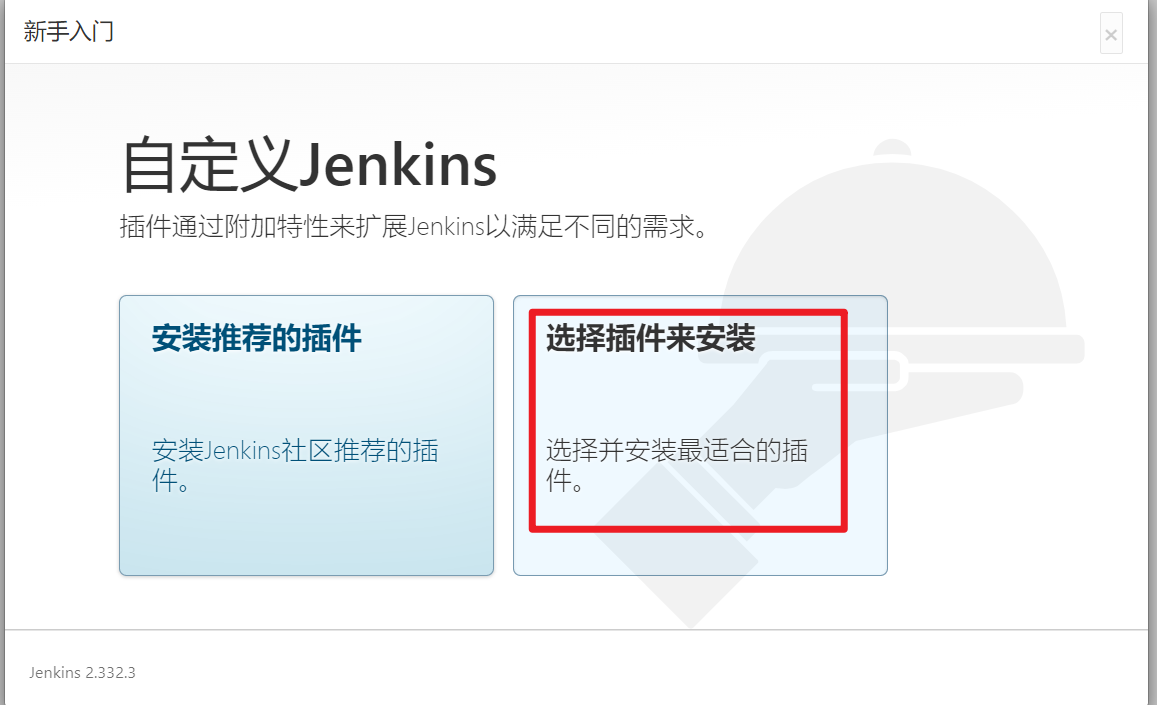 新手入门
×
自定义Jenkins
插件通过附加特性来扩展Jenkins以满足不同的需求。
安装推荐的插件
安装Jenkins社区推荐的插
件。
选择插件来安装
选择并安装最适合的插
件。
Jenkins 2.332.3